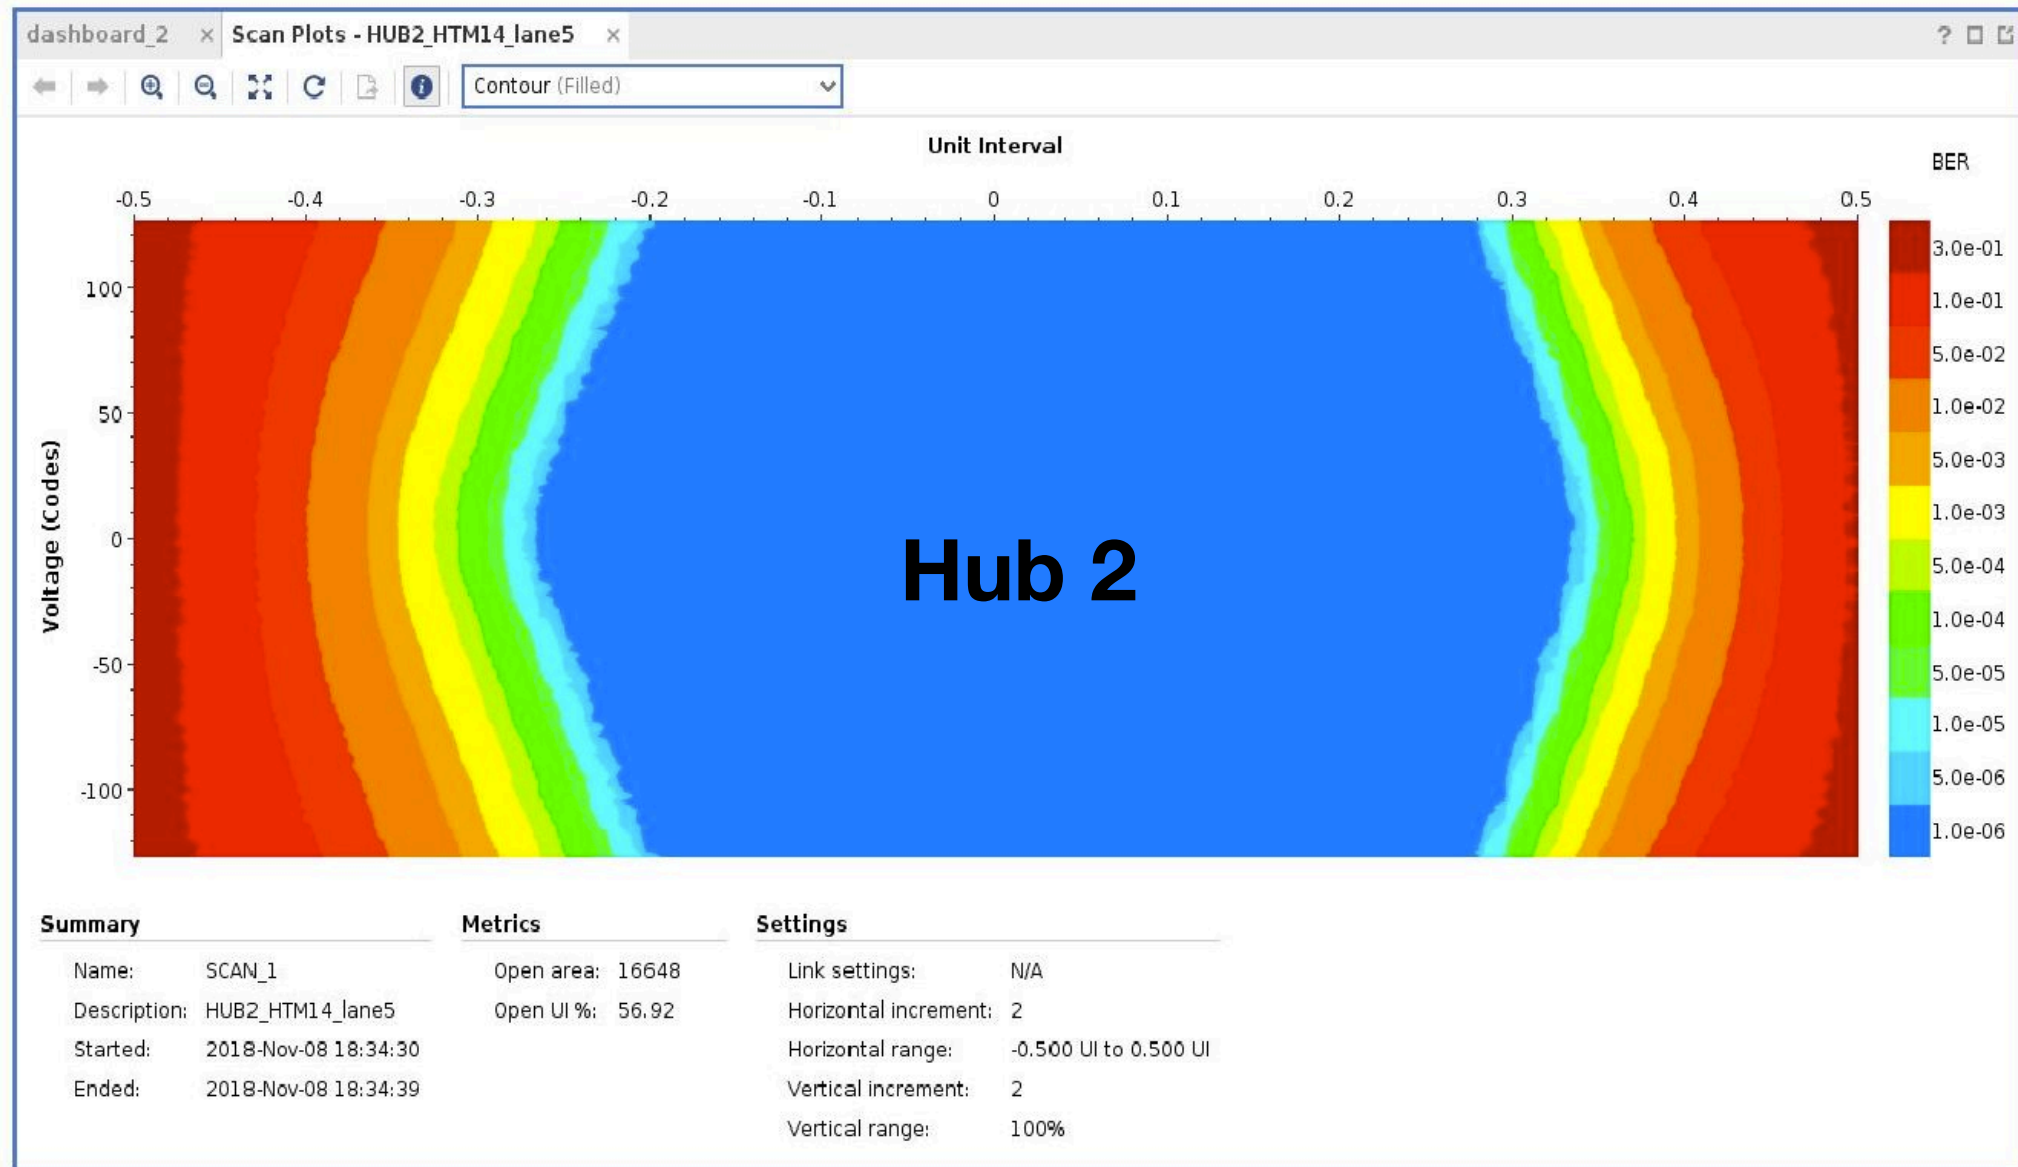 dashboard_2 × Scan Plots - HUB2_HTM14_lane5 × ?
Contour (Filled)
Unit Interval
BER
-0.5 -0.4 -0.3 -0.2 -0.1 0 0.1 0.2 0.3 0.4 0.5
3.0e-01
100
1.0e-01
5.0e-02
50
1.0e-02
5.0e-03
Voltage (Codes)
1.0e-03
0
Hub 2
5.0e-04
1.0e-04
-50
5.0e-05
1.0e-05
-100
5.0e-06
1.0e-06
Summary
Name: SCAN_1
Description: HUB2_HTM14_lane5
Started: 2018-Nov-08 18:34:30
Ended: 2018-Nov-08 18:34:39
Metrics
Open area: 16648
Open UI %: 56.92
Settings
Link settings: N/A
Horizontal increment: 2
Horizontal range: -0.500 UI to 0.500 UI
Vertical increment: 2
Vertical range: 100%